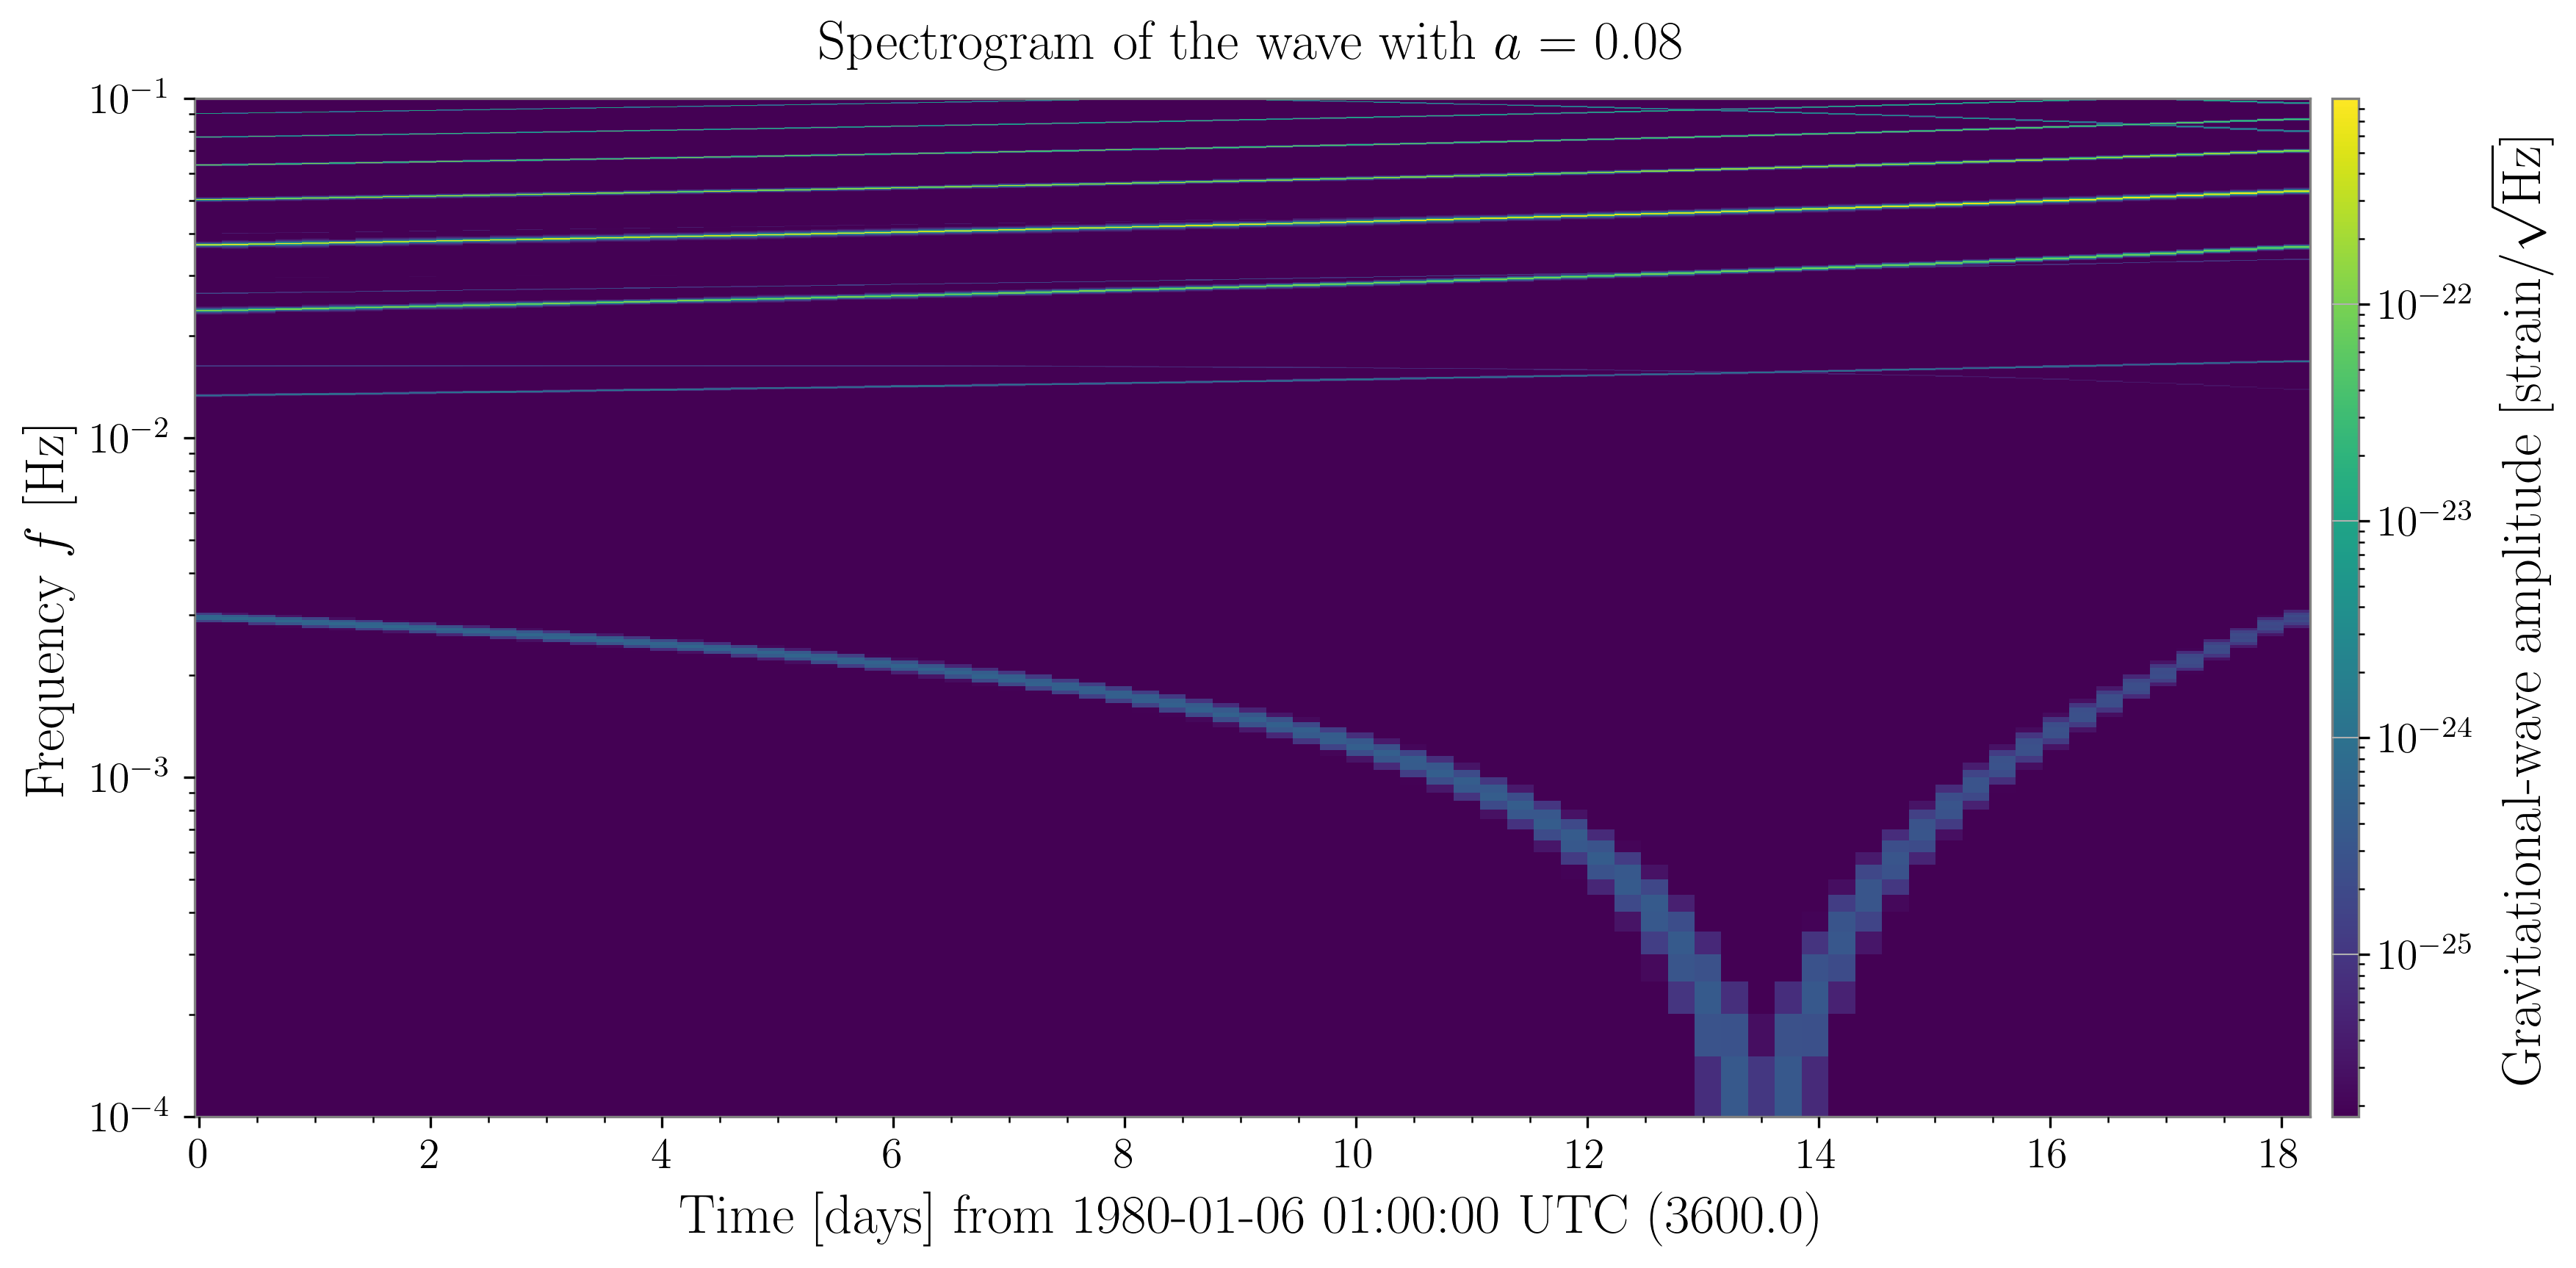 Spectrogram of the wave with a = 0.08
Frequency f [Hz]
10⁻¹
10⁻²
10⁻³
10⁻⁴
0 2 4 6 8 10 12 14 16 18
Time [days] from 1980-01-06 01:00:00 UTC (3600.0)
10⁻²²
10⁻²³
10⁻²⁴
10⁻²⁵
Gravitational-wave amplitude [strain/√Hz]